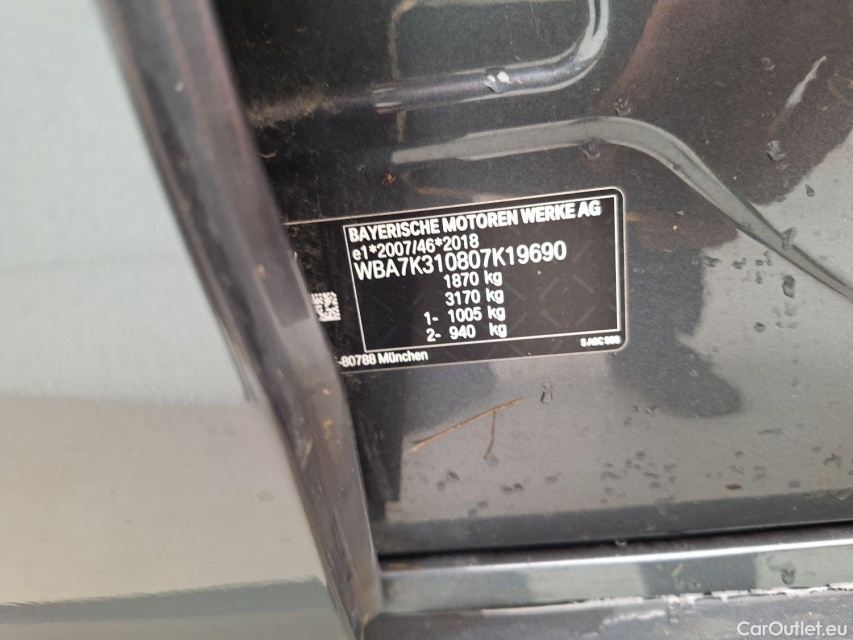 BAYERISCHE MOTOREN WERKE AG
e1*2007/46*2018
WBA7K310807K19690
1870 kg
3170 kg
1- 1005 kg
2- 940 kg
-80788 München
CarOutlet.eu